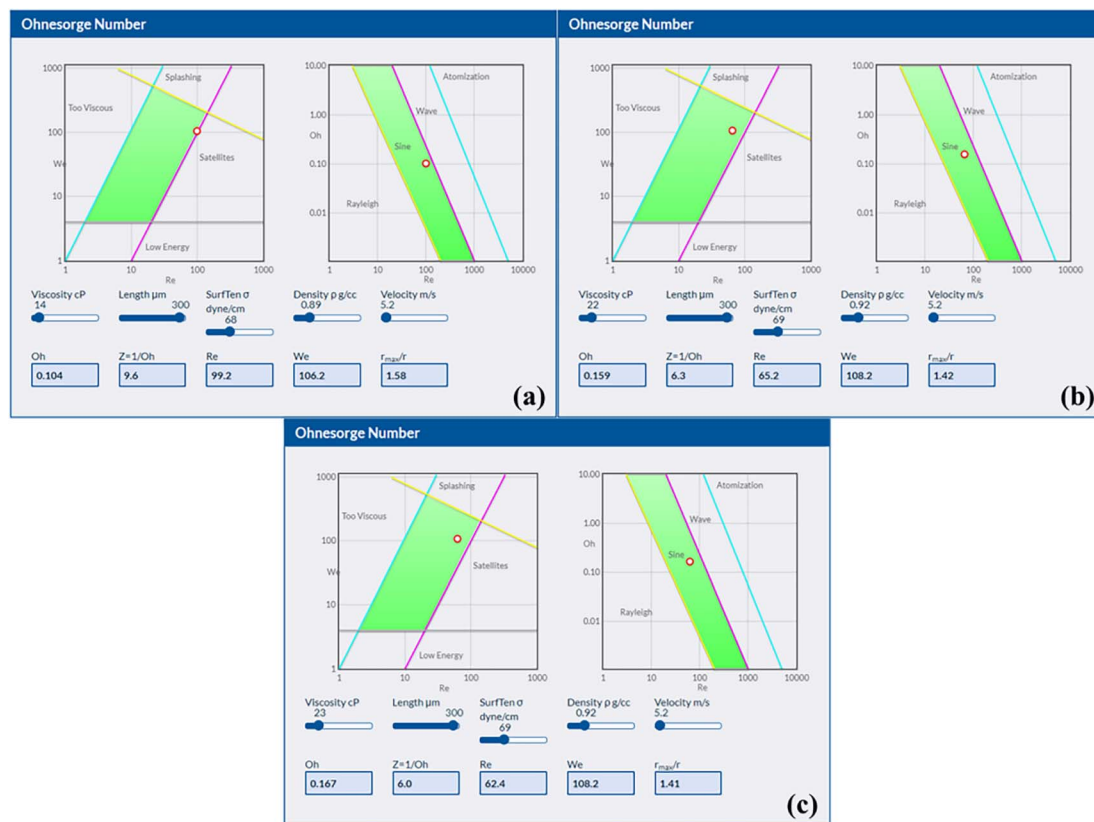 Ohnesorge Number
1000
100
We
10
1
Splashing
Too Viscous
Satellites
Low Energy
1 10 100 1000
Re
10.00
1.00
Oh
0.10
0.01
Atomization
Wave
Sine
Rayleigh
1 10 100 1000 10000
Viscosity cP Length μm SurfTen σ dyne/cm Density ρ g/cc Velocity m/s
14 300 68 0.89 5.2
Oh Z=1/Oh Re We rmax/r
0.104 9.6 99.2 106.2 1.58
(a)
Ohnesorge Number
1000
100
We
10
1
Splashing
Too Viscous
Satellites
Low Energy
1 10 100 1000
Re
10.00
1.00
Oh
0.10
0.01
Atomization
Wave
Sine
Rayleigh
1 10 100 1000 10000
Viscosity cP Length μm SurfTen σ dyne/cm Density ρ g/cc Velocity m/s
22 300 69 0.92 5.2
Oh Z=1/Oh Re We rmax/r
0.159 6.3 65.2 108.2 1.42
(b)
Ohnesorge Number
1000
100
We
10
1
Splashing
Too Viscous
Satellites
Low Energy
1 10 100 1000
Re
10.00
1.00
Oh
0.10
0.01
Atomization
Wave
Sine
Rayleigh
1 10 100 1000 10000
Viscosity cP Length μm SurfTen σ dyne/cm Density ρ g/cc Velocity m/s
23 300 69 0.92 5.2
Oh Z=1/Oh Re We rmax/r
0.167 6.0 62.4 108.2 1.41
(c)